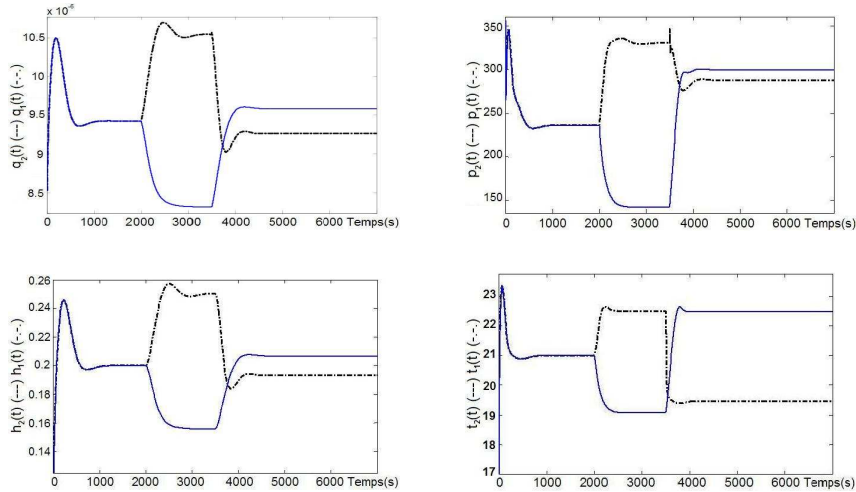 x 10⁻⁶
10.5
10
9.5
9
8.5
q₂(t) (---) q₁(t) (-.-.)
0 1000 2000 3000 4000 5000 6000 Temps(s)
350
300
250
200
150
p₂(t) (---) p₁(t) (-.-.)
0 1000 2000 3000 4000 5000 6000 Temps(s)
0.26
0.24
0.22
0.2
0.18
0.16
0.14
h₂(t) (---) h₁(t) (-.-.)
0 1000 2000 3000 4000 5000 6000 Temps(s)
23
22
21
20
19
18
17
t₂(t) (---) t₁(t) (-.-.)
0 1000 2000 3000 4000 5000 6000 Temps(s)